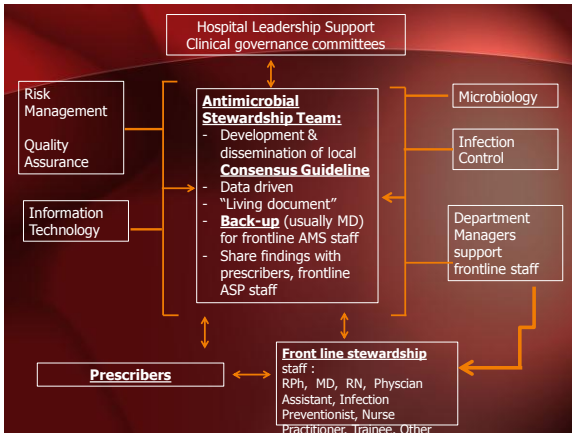 Hospital Leadership Support
Clinical governance committees
Risk
Management
Quality
Assurance
Information
Technology
Antimicrobial
Stewardship Team:
- Development &
dissemination of local
Consensus Guideline
- Data driven
- “Living document”
- Back-up (usually MD)
for frontline AMS staff
- Share findings with
prescribers, frontline
ASP staff
Microbiology
Infection
Control
Department
Managers
support
frontline staff
Prescribers
Front line stewardship
staff :
RPh, MD, RN, Physcian
Assistant, Infection
Preventionist, Nurse
Practitioner, Trainee, Other